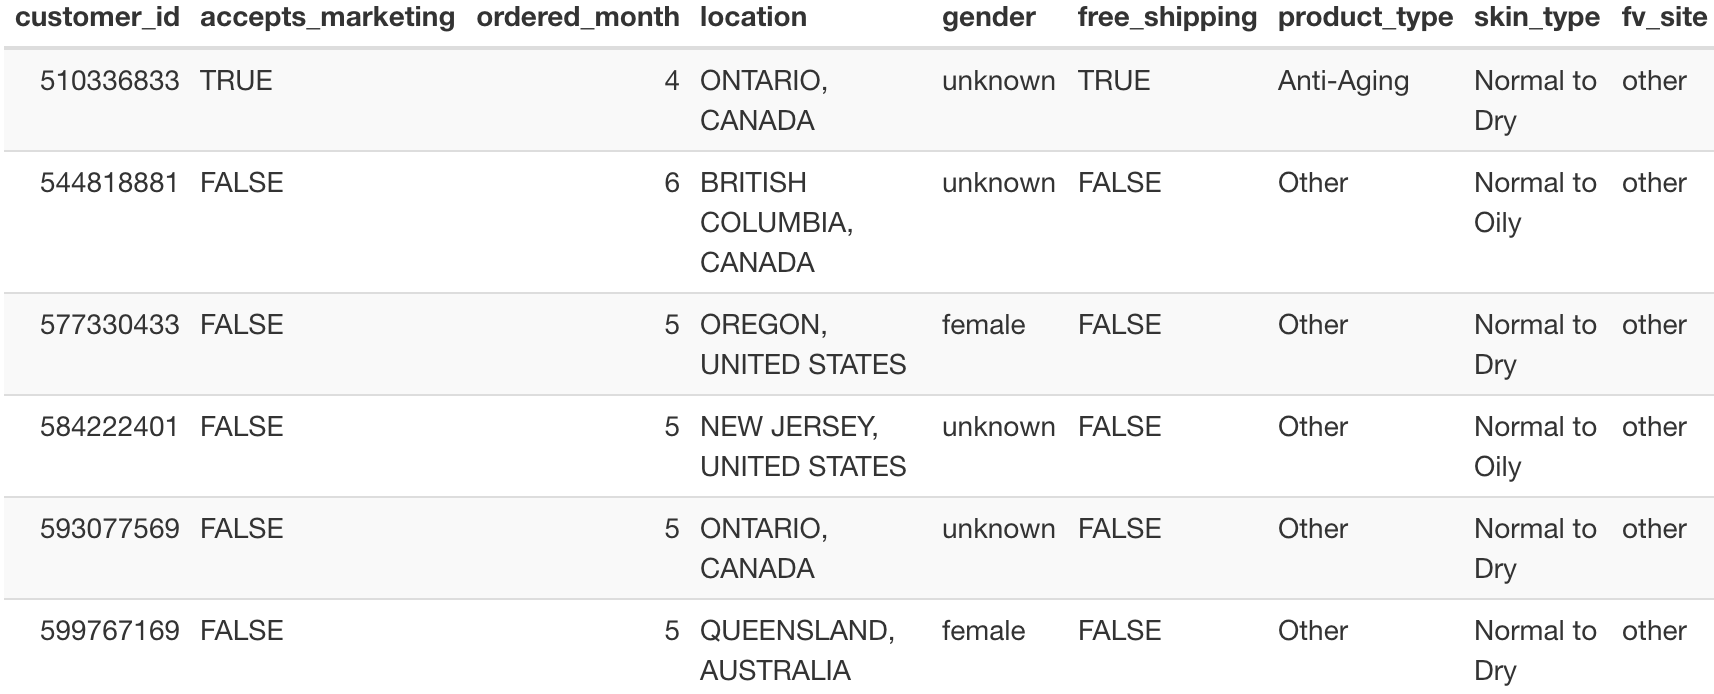 customer_id accepts_marketing ordered_month location gender free_shipping product_type skin_type fv_site
510336833 TRUE 4 ONTARIO, unknown TRUE Anti-Aging Normal to other
CANADA Dry
544818881 FALSE 6 BRITISH unknown FALSE Other Normal to other
COLUMBIA, Oily
CANADA
577330433 FALSE 5 OREGON, female FALSE Other Normal to other
UNITED STATES Dry
584222401 FALSE 5 NEW JERSEY, unknown FALSE Other Normal to other
UNITED STATES Oily
593077569 FALSE 5 ONTARIO, unknown FALSE Other Normal to other
CANADA Dry
599767169 FALSE 5 QUEENSLAND, female FALSE Other Normal to other
AUSTRALIA Dry